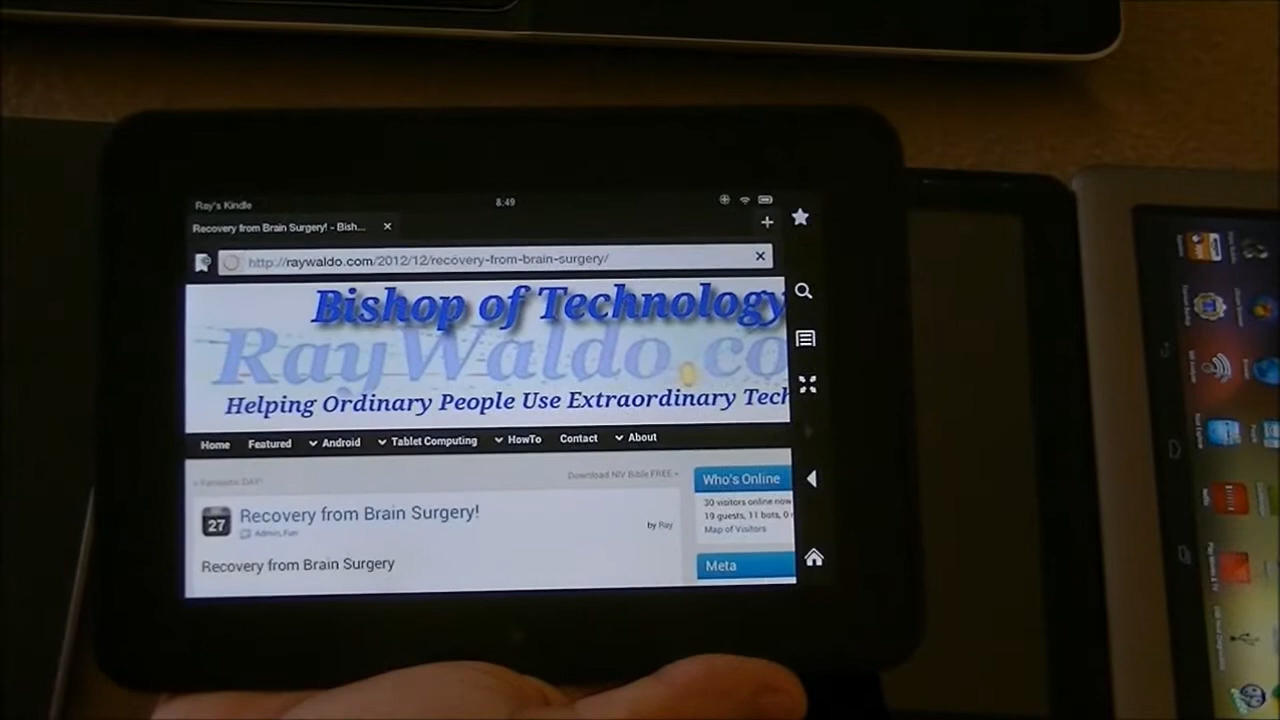 Ray's Kindle
8:49
Recovery from Brain Surgery! - Bish...
http://raywaldo.com/2012/12/recovery-from-brain-surgery/
Bishop of Technology
RayWaldo.co
Helping Ordinary People Use Extraordinary Tech
Home Featured Android Tablet Computing HowTo Contact About
« Fantastic DAY!
Download NIV Bible FREE »
Who's Online
30 visitors online now
19 guests, 11 bots, 0
Map of Visitors
27
Recovery from Brain Surgery!
Admin, Fun
by Ray
Recovery from Brain Surgery
Meta